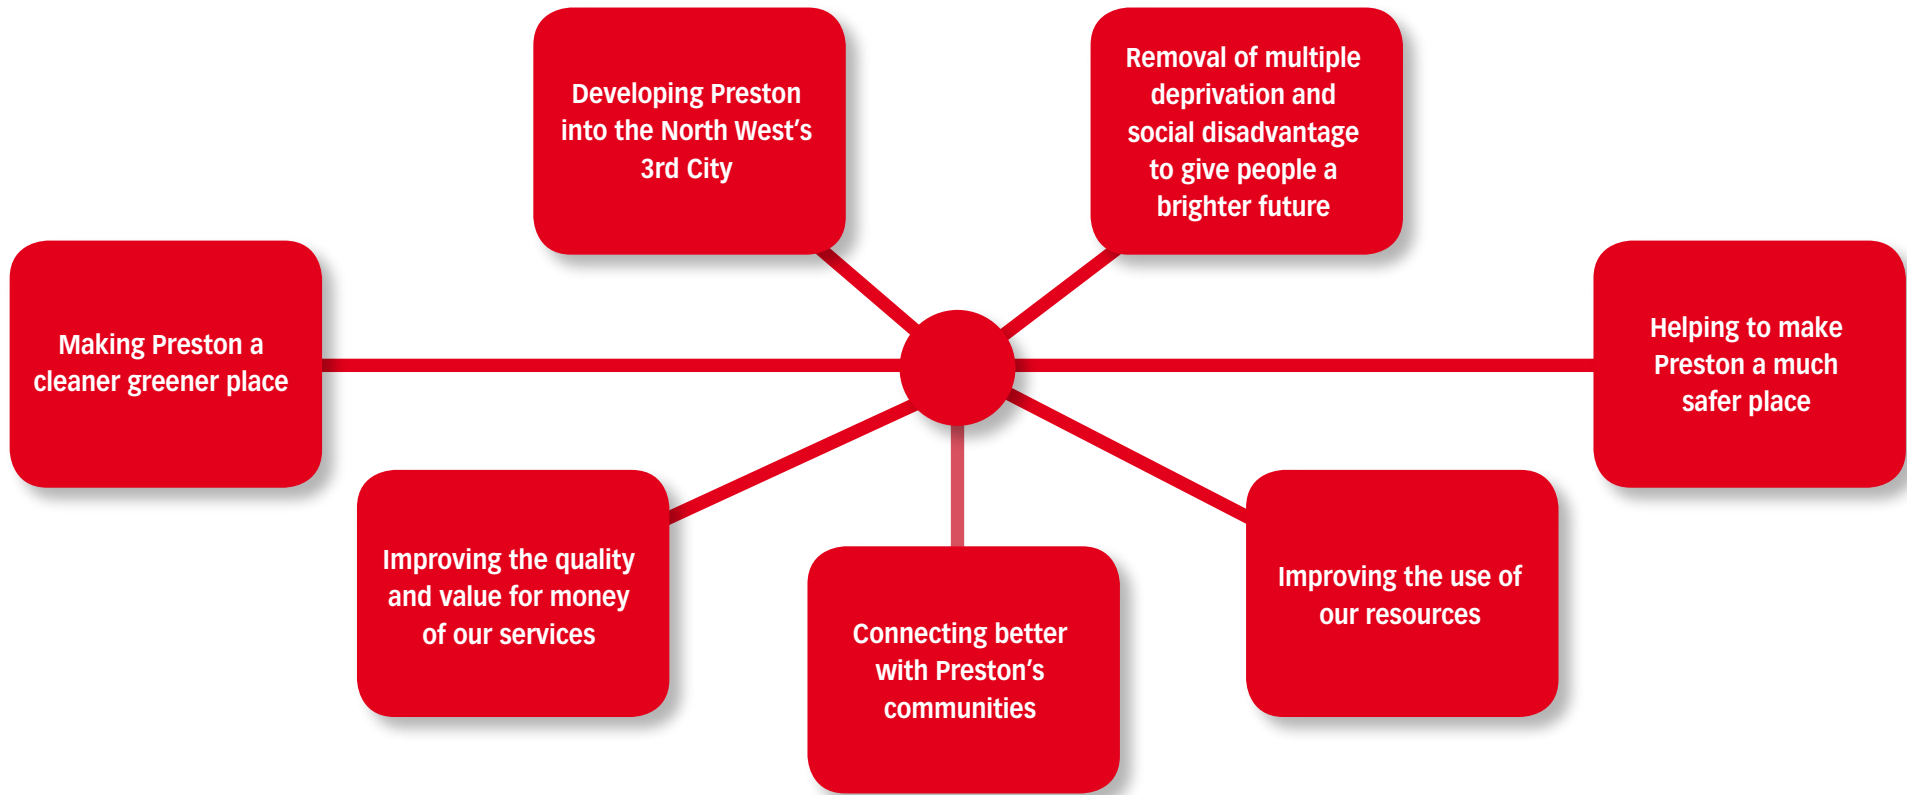 Developing Preston
into the North West's
3rd City
Removal of multiple
deprivation and
social disadvantage
to give people a
brighter future
Making Preston a
cleaner greener place
Helping to make
Preston a much
safer place
Improving the quality
and value for money
of our services
Connecting better
with Preston's
communities
Improving the use of
our resources